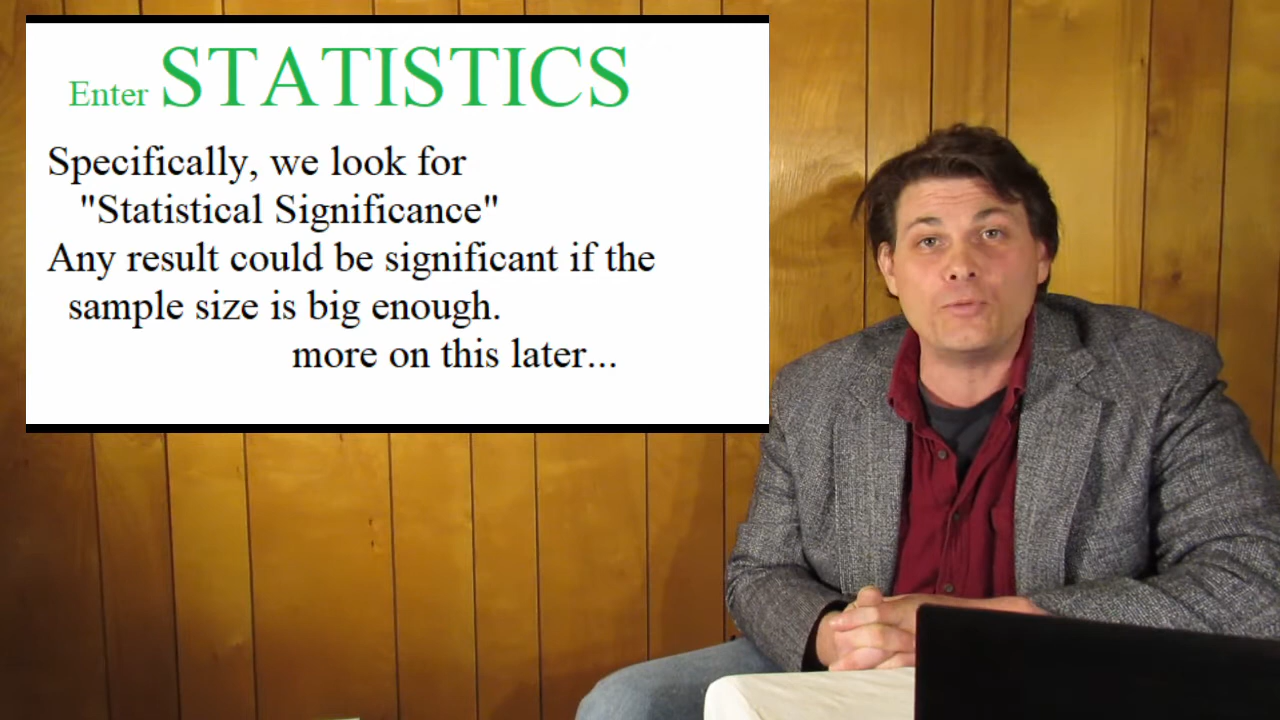 Enter STATISTICS
Specifically, we look for
"Statistical Significance"
Any result could be significant if the
sample size is big enough.
more on this later...